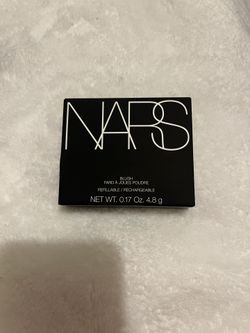 NARS
BLUSH
FARD À JOUES POUDRE
REFILLABLE / RECHARGEABLE
NET WT. 0.17 Oz. 4.8 g